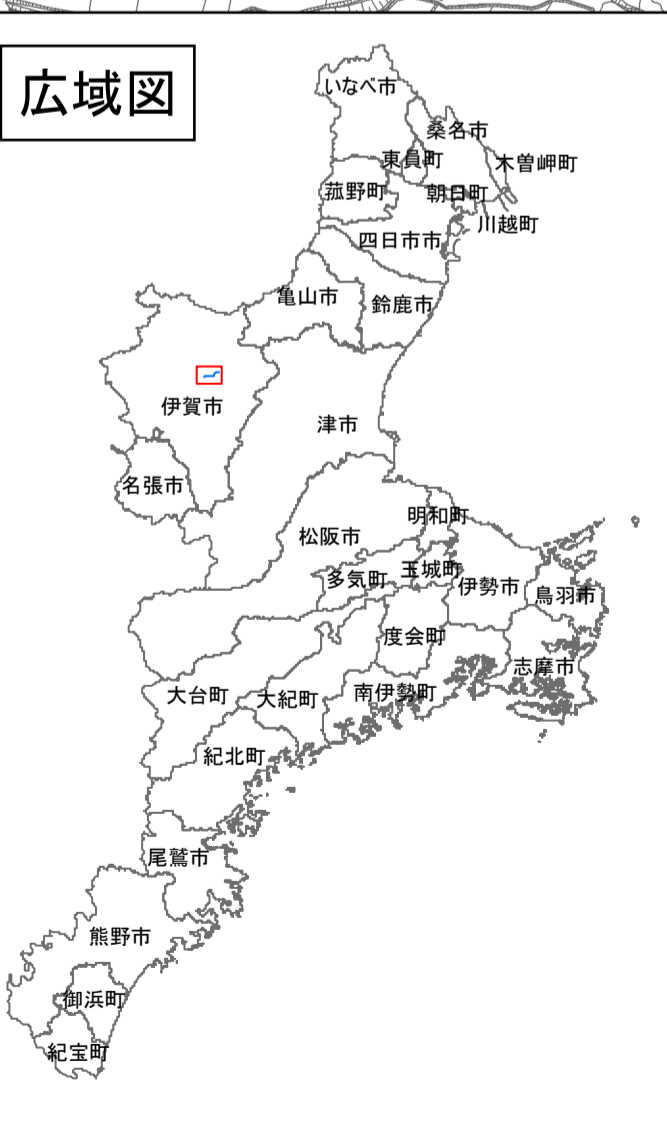 広域図
いなべ市
桑名市
東員町
木曽岬町
菰野町
朝日町
川越町
四日市市
亀山市
鈴鹿市
伊賀市
津市
名張市
明和町
松阪市
玉城町
多気町
伊勢市
鳥羽市
度会町
志摩市
大台町
大紀町
南伊勢町
紀北町
尾鷲市
熊野市
御浜町
紀宝町